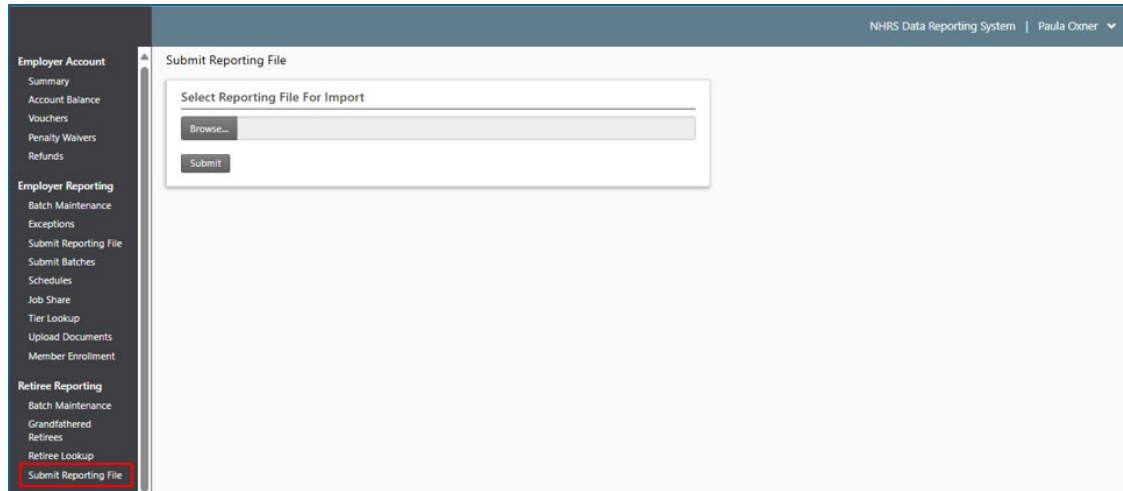 NHRS Data Reporting System | Paula Oxner
Employer Account
Summary
Account Balance
Vouchers
Penalty Waivers
Refunds
Employer Reporting
Batch Maintenance
Exceptions
Submit Reporting File
Submit Batches
Schedules
Job Share
Tier Lookup
Upload Documents
Member Enrollment
Retiree Reporting
Batch Maintenance
Grandfathered
Retirees
Retiree Lookup
Submit Reporting File
Submit Reporting File
Select Reporting File For Import
Browse...
Submit